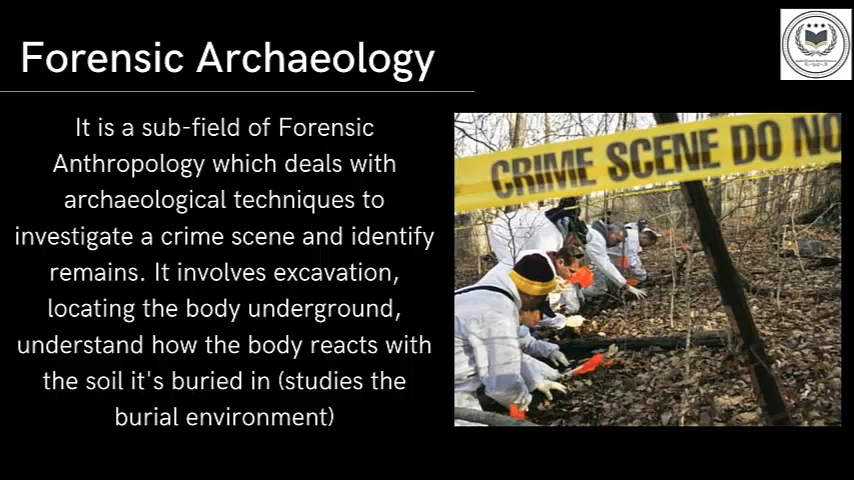 Forensic Archaeology
It is a sub-field of Forensic
Anthropology which deals with
archaeological techniques to
investigate a crime scene and identify
remains. It involves excavation,
locating the body underground,
understand how the body reacts with
the soil it's buried in (studies the
burial environment)
CRIME SCENE DO NO